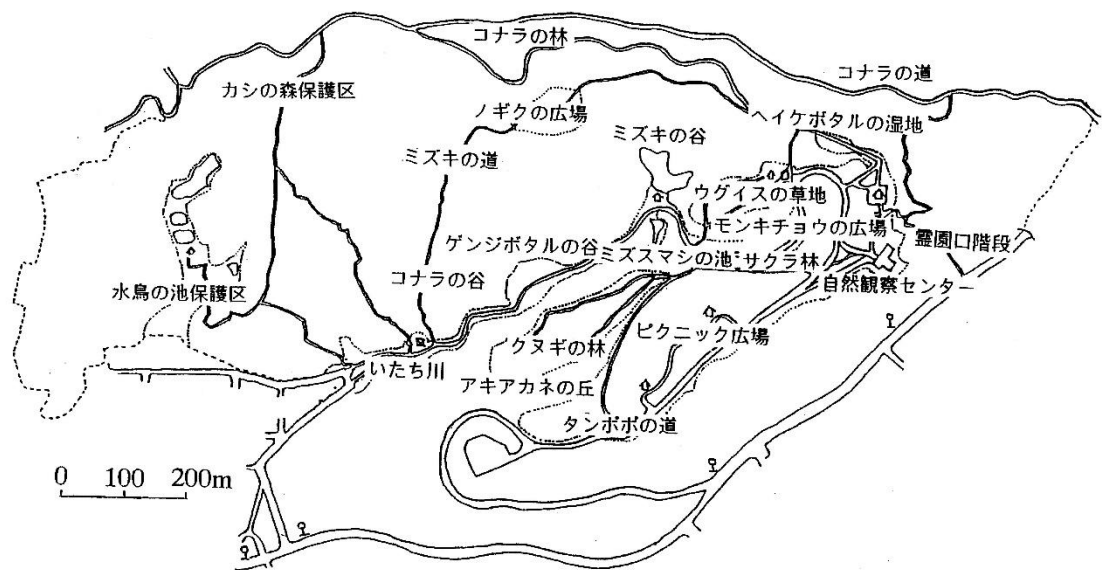 コナラの林
コナラの道
カシの森保護区
ノギクの広場
ヘイケボタルの湿地
ミズキの谷
ミズキの道
ウグイスの草地
モンキチョウの広場
霊園口階段
ゲンジボタルの谷
ミズスマシの池
サクラ林
コナラの谷
自然観察センター
水鳥の池保護区
ピクニック広場
クヌギの林
いたち川
アキアカネの丘
タンポポの道
0 100 200m